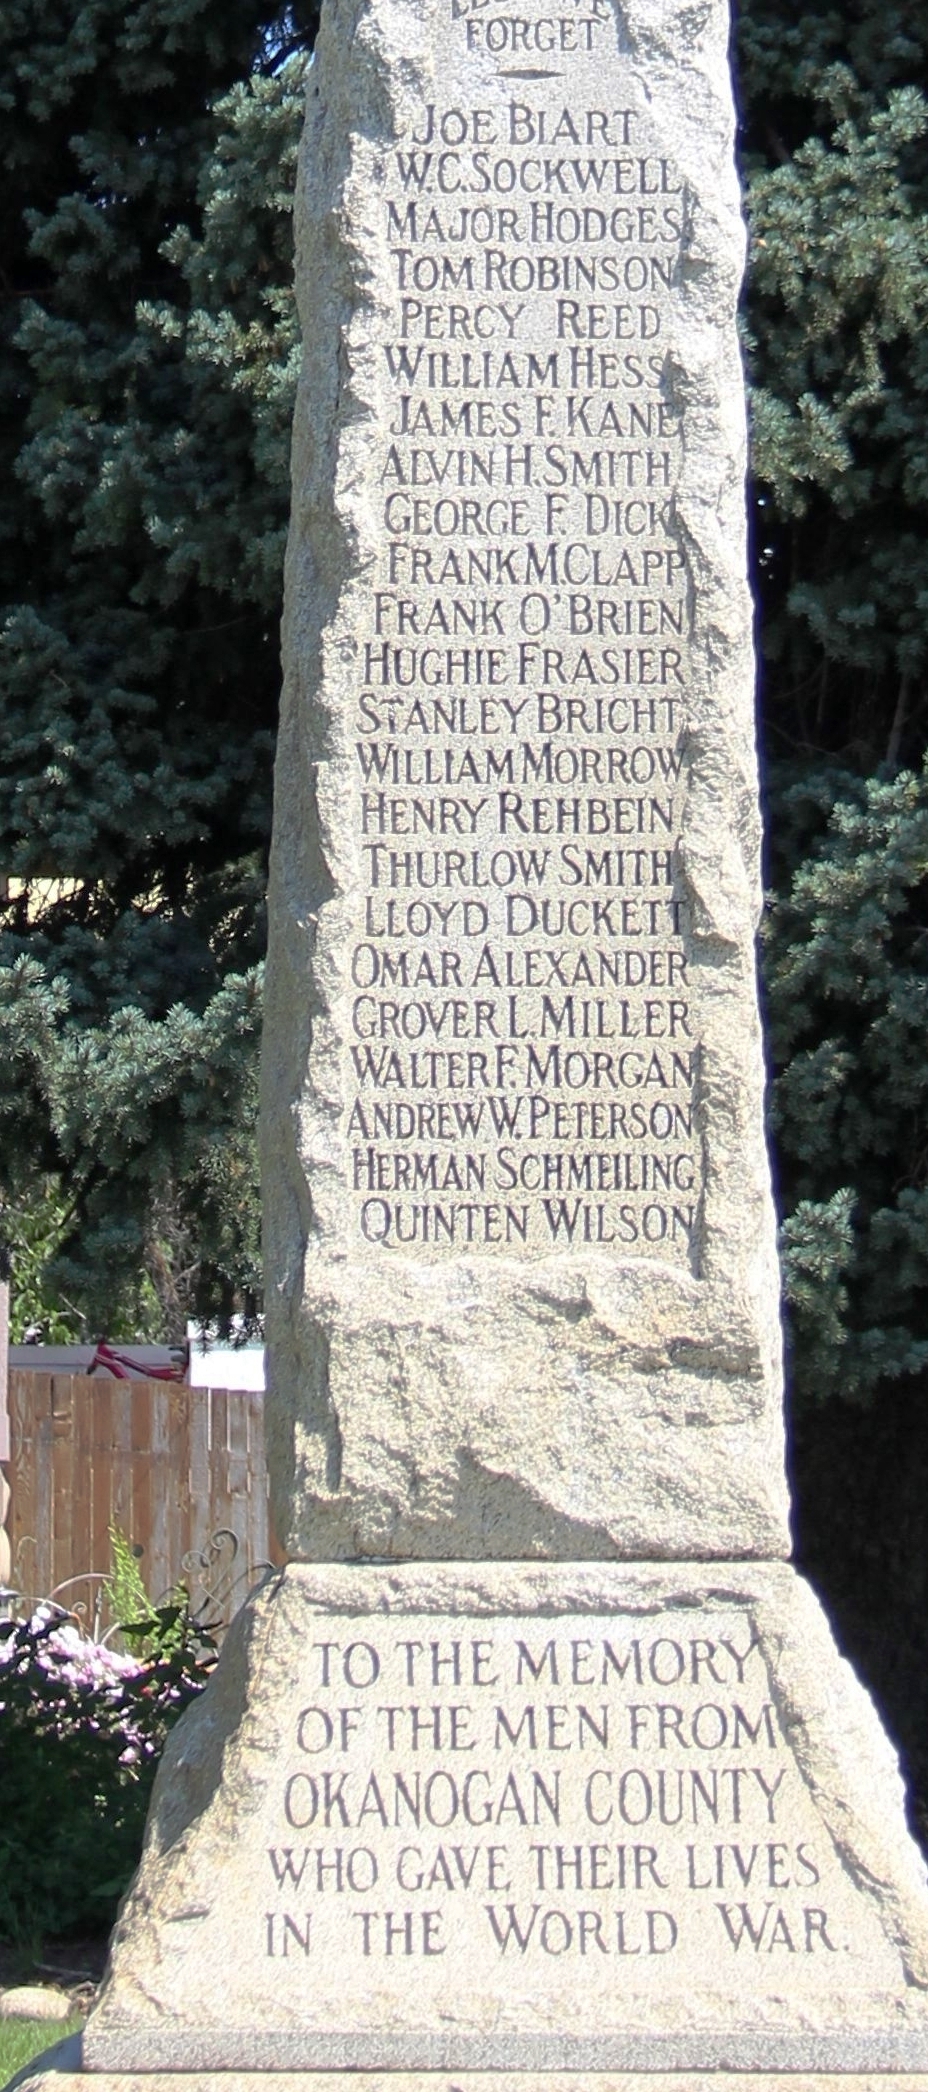 FORGET
JOE BIART
W.C. SOCKWELL
MAJOR HODGES
TOM ROBINSON
PERCY REED
WILLIAM HESS
JAMES F. KANE
ALVIN H. SMITH
GEORGE F. DICK
FRANK M. CLAPP
FRANK O'BRIEN
HUGHIE FRASIER
STANLEY BRICHT
WILLIAM MORROW
HENRY REHBEIN
THURLOW SMITH
LLOYD DUCKETT
OMAR ALEXANDER
GROVER L. MILLER
WALTER F. MORGAN
ANDREW W. PETERSON
HERMAN SCHMEILING
QUINTEN WILSON
TO THE MEMORY
OF THE MEN FROM
OKANOGAN COUNTY
WHO GAVE THEIR LIVES
IN THE WORLD WAR.